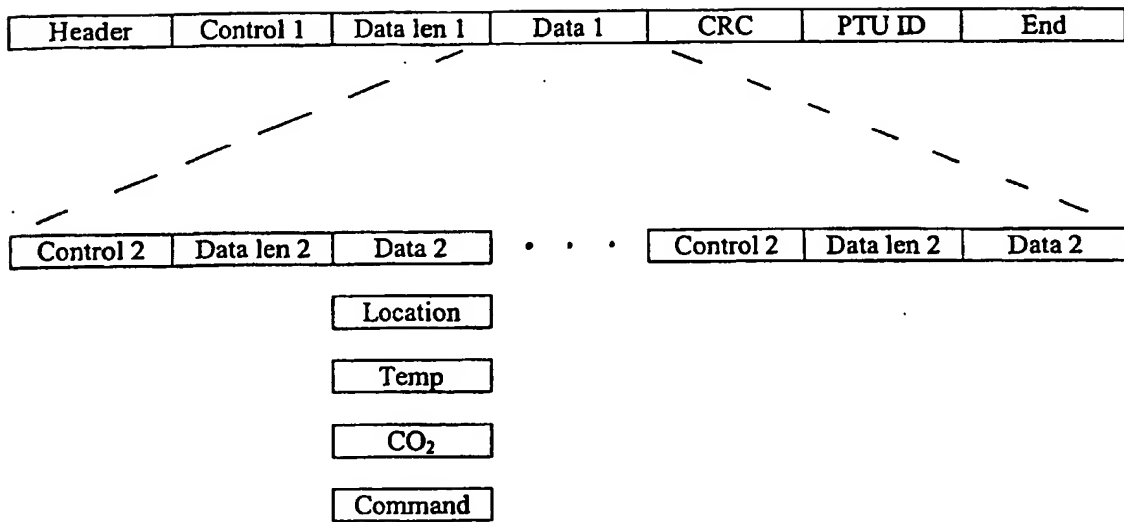 Header Control 1 Data len 1 Data 1 CRC PTU ID End
Control 2 Data len 2 Data 2 . . . . Control 2 Data len 2 Data 2
Location
Temp
CO₂
Command